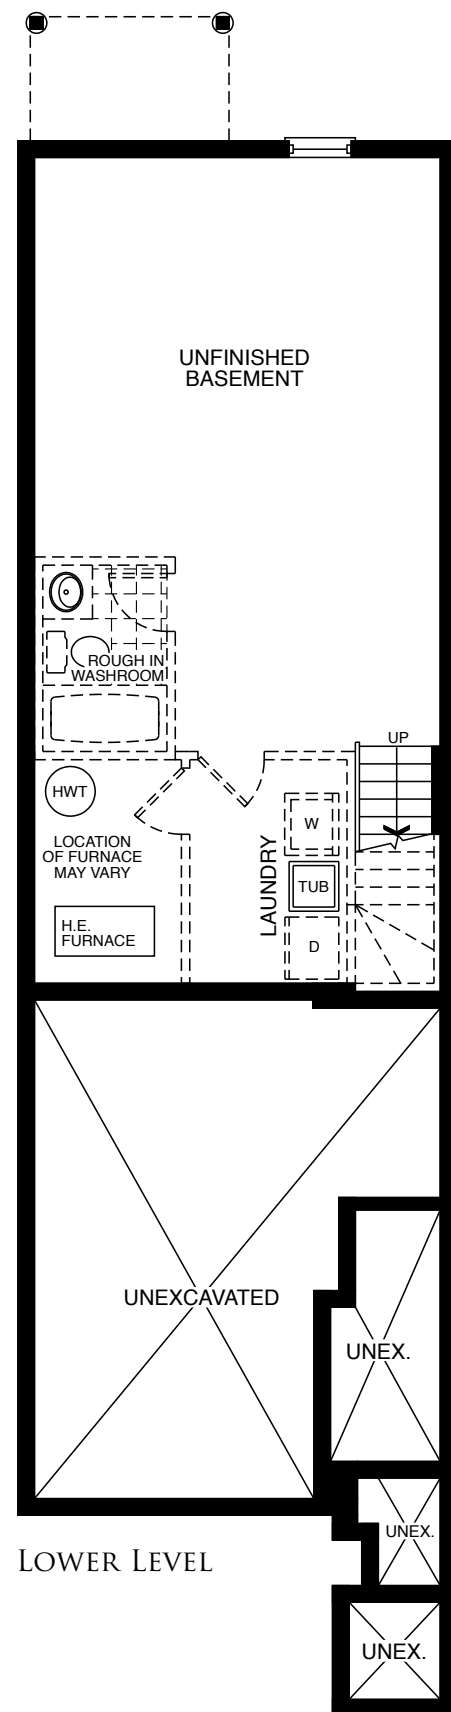 UNFINISHED
BASEMENT
ROUGH IN
WASHROOM
UP
HWT
W
LOCATION
OF FURNACE
MAY VARY
LAUNDRY
TUB
H.E.
FURNACE
D
UNEXCAVATED
UNEX.
UNEX.
LOWER LEVEL
UNEX.